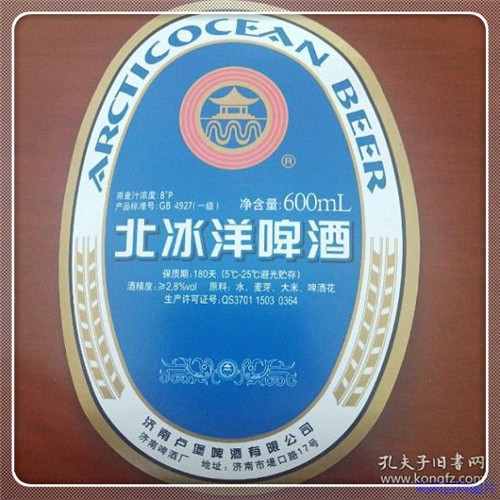 ARCTICOCEAN BEER
®
原麦汁浓度: 8°P
产品标准号: GB 4927(一级)
净含量: 600mL
北冰洋啤酒
保质期: 180天 (5℃-25℃避光贮存)
酒精度: ≥2.8%vol 原料: 水、麦芽、大米、啤酒花
生产许可证号: QS3701 1503 0364
济南卢堡啤酒有限公司
济南啤酒厂 地址: 济南市堤口路17号
孔夫子旧书网
www.kongfz.com